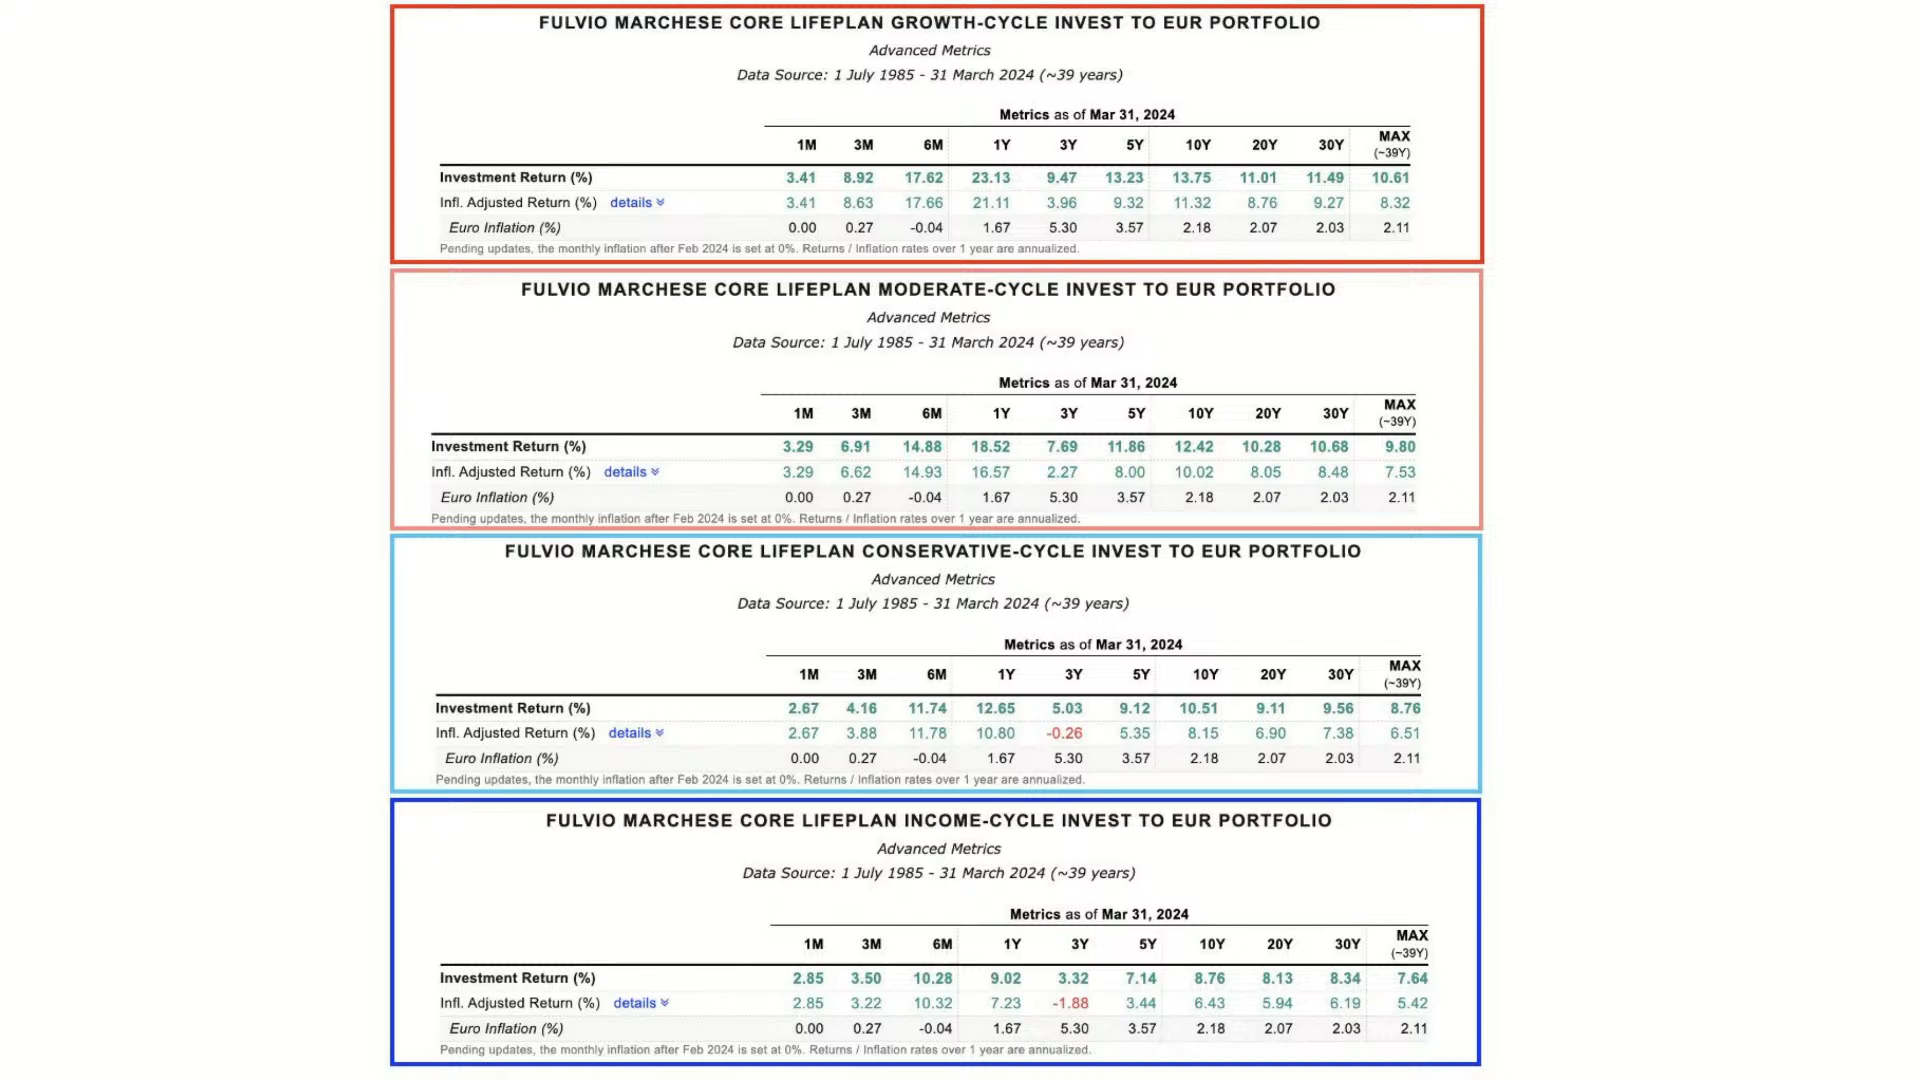 FULVIO MARCHESE CORE LIFEPLAN GROWTH-CYCLE INVEST TO EUR PORTFOLIO
Advanced Metrics
Data Source: 1 July 1985 - 31 March 2024 (~39 years)
Metrics as of Mar 31, 2024
1M 3M 6M 1Y 3Y 5Y 10Y 20Y 30Y MAX (~39Y)
Investment Return (%) 3.41 8.92 17.62 23.13 9.47 13.23 13.75 11.01 11.49 10.61
Infl. Adjusted Return (%) details 3.41 8.63 17.66 21.11 3.96 9.32 11.32 8.76 9.27 8.32
Euro Inflation (%) 0.00 0.27 -0.04 1.67 5.30 3.57 2.18 2.07 2.03 2.11
Pending updates, the monthly inflation after Feb 2024 is set at 0%. Returns / Inflation rates over 1 year are annualized.
FULVIO MARCHESE CORE LIFEPLAN MODERATE-CYCLE INVEST TO EUR PORTFOLIO
Advanced Metrics
Data Source: 1 July 1985 - 31 March 2024 (~39 years)
Metrics as of Mar 31, 2024
1M 3M 6M 1Y 3Y 5Y 10Y 20Y 30Y MAX (~39Y)
Investment Return (%) 3.29 6.91 14.88 18.52 7.69 11.86 12.42 10.28 10.68 9.80
Infl. Adjusted Return (%) details 3.29 6.62 14.93 16.57 2.27 8.00 10.02 8.05 8.48 7.53
Euro Inflation (%) 0.00 0.27 -0.04 1.67 5.30 3.57 2.18 2.07 2.03 2.11
Pending updates, the monthly inflation after Feb 2024 is set at 0%. Returns / Inflation rates over 1 year are annualized.
FULVIO MARCHESE CORE LIFEPLAN CONSERVATIVE-CYCLE INVEST TO EUR PORTFOLIO
Advanced Metrics
Data Source: 1 July 1985 - 31 March 2024 (~39 years)
Metrics as of Mar 31, 2024
1M 3M 6M 1Y 3Y 5Y 10Y 20Y 30Y MAX (~39Y)
Investment Return (%) 2.67 4.16 11.74 12.65 5.03 9.12 10.51 9.11 9.56 8.76
Infl. Adjusted Return (%) details 2.67 3.88 11.78 10.80 -0.26 5.35 8.15 6.90 7.38 6.51
Euro Inflation (%) 0.00 0.27 -0.04 1.67 5.30 3.57 2.18 2.07 2.03 2.11
Pending updates, the monthly inflation after Feb 2024 is set at 0%. Returns / Inflation rates over 1 year are annualized.
FULVIO MARCHESE CORE LIFEPLAN INCOME-CYCLE INVEST TO EUR PORTFOLIO
Advanced Metrics
Data Source: 1 July 1985 - 31 March 2024 (~39 years)
Metrics as of Mar 31, 2024
1M 3M 6M 1Y 3Y 5Y 10Y 20Y 30Y MAX (~39Y)
Investment Return (%) 2.85 3.50 10.28 9.02 3.32 7.14 8.76 8.13 8.34 7.64
Infl. Adjusted Return (%) details 2.85 3.22 10.32 7.23 -1.88 3.44 6.43 5.94 6.19 5.42
Euro Inflation (%) 0.00 0.27 -0.04 1.67 5.30 3.57 2.18 2.07 2.03 2.11
Pending updates, the monthly inflation after Feb 2024 is set at 0%. Returns / Inflation rates over 1 year are annualized.